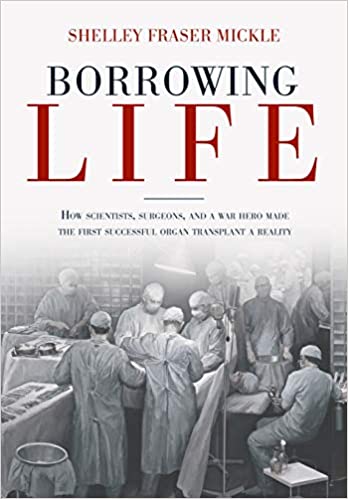 SHELLEY FRASER MICKLE
BORROWING
LIFE
HOW SCIENTISTS, SURGEONS, AND A WAR HERO MADE
THE FIRST SUCCESSFUL ORGAN TRANSPLANT A REALITY